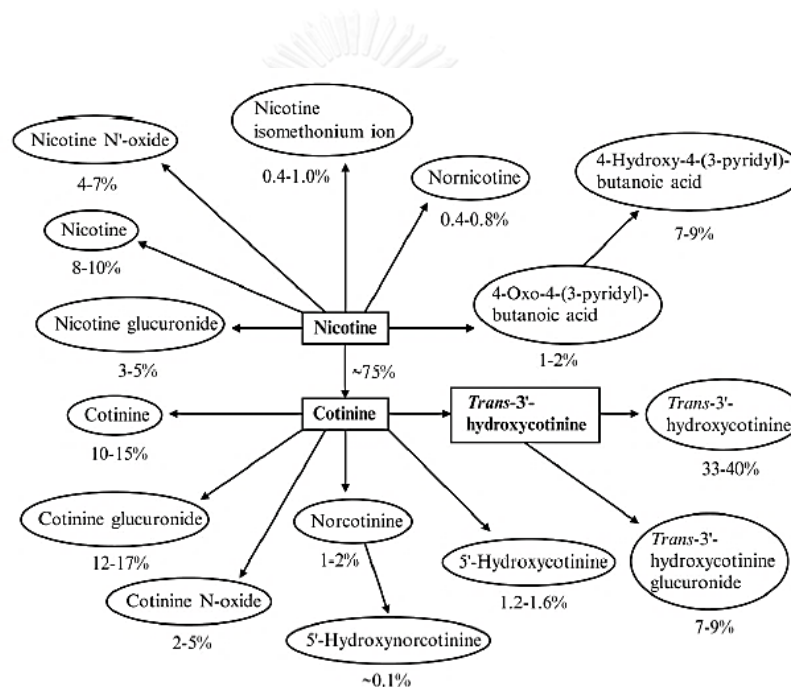 Nicotine
isomethonium ion
0.4-1.0%
Nicotine N'-oxide
4-7%
Nornicotine
0.4-0.8%
4-Hydroxy-4-(3-pyridyl)-
butanoic acid
7-9%
Nicotine
8-10%
4-Oxo-4-(3-pyridyl)-
butanoic acid
1-2%
Nicotine glucuronide
3-5%
Nicotine
~75%
Cotinine
10-15%
Cotinine
Trans-3'-
hydroxycotinine
Trans-3'-
hydroxycotinine
33-40%
Cotinine glucuronide
12-17%
Norcotinine
1-2%
5'-Hydroxycotinine
1.2-1.6%
Trans-3'-
hydroxycotinine
glucuronide
7-9%
Cotinine N-oxide
2-5%
5'-Hydroxynorcotinine
~0.1%